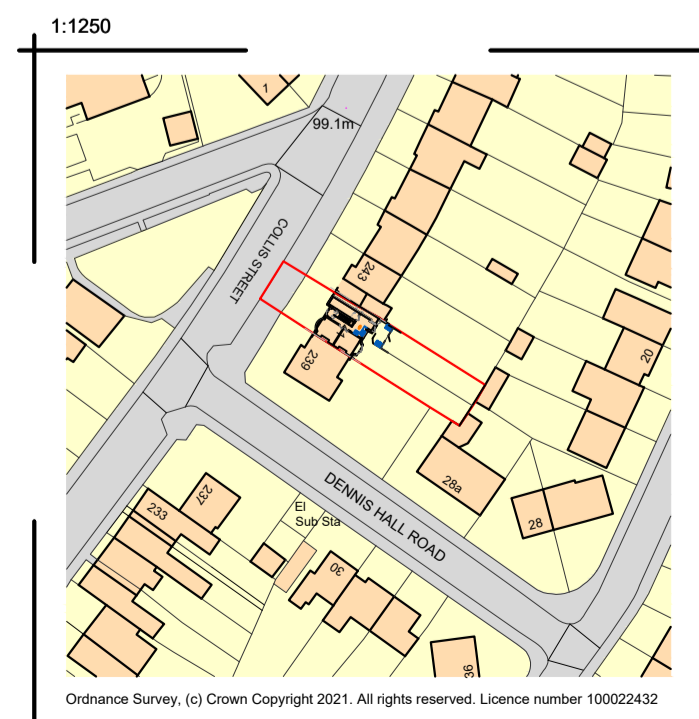 1:1250
1
99.1m
COLLIS STREET
243
239
20
28a
28
237
233
El
Sub Sta
DENNIS HALL ROAD
30
36
Ordnance Survey, (c) Crown Copyright 2021. All rights reserved. Licence number 100022432